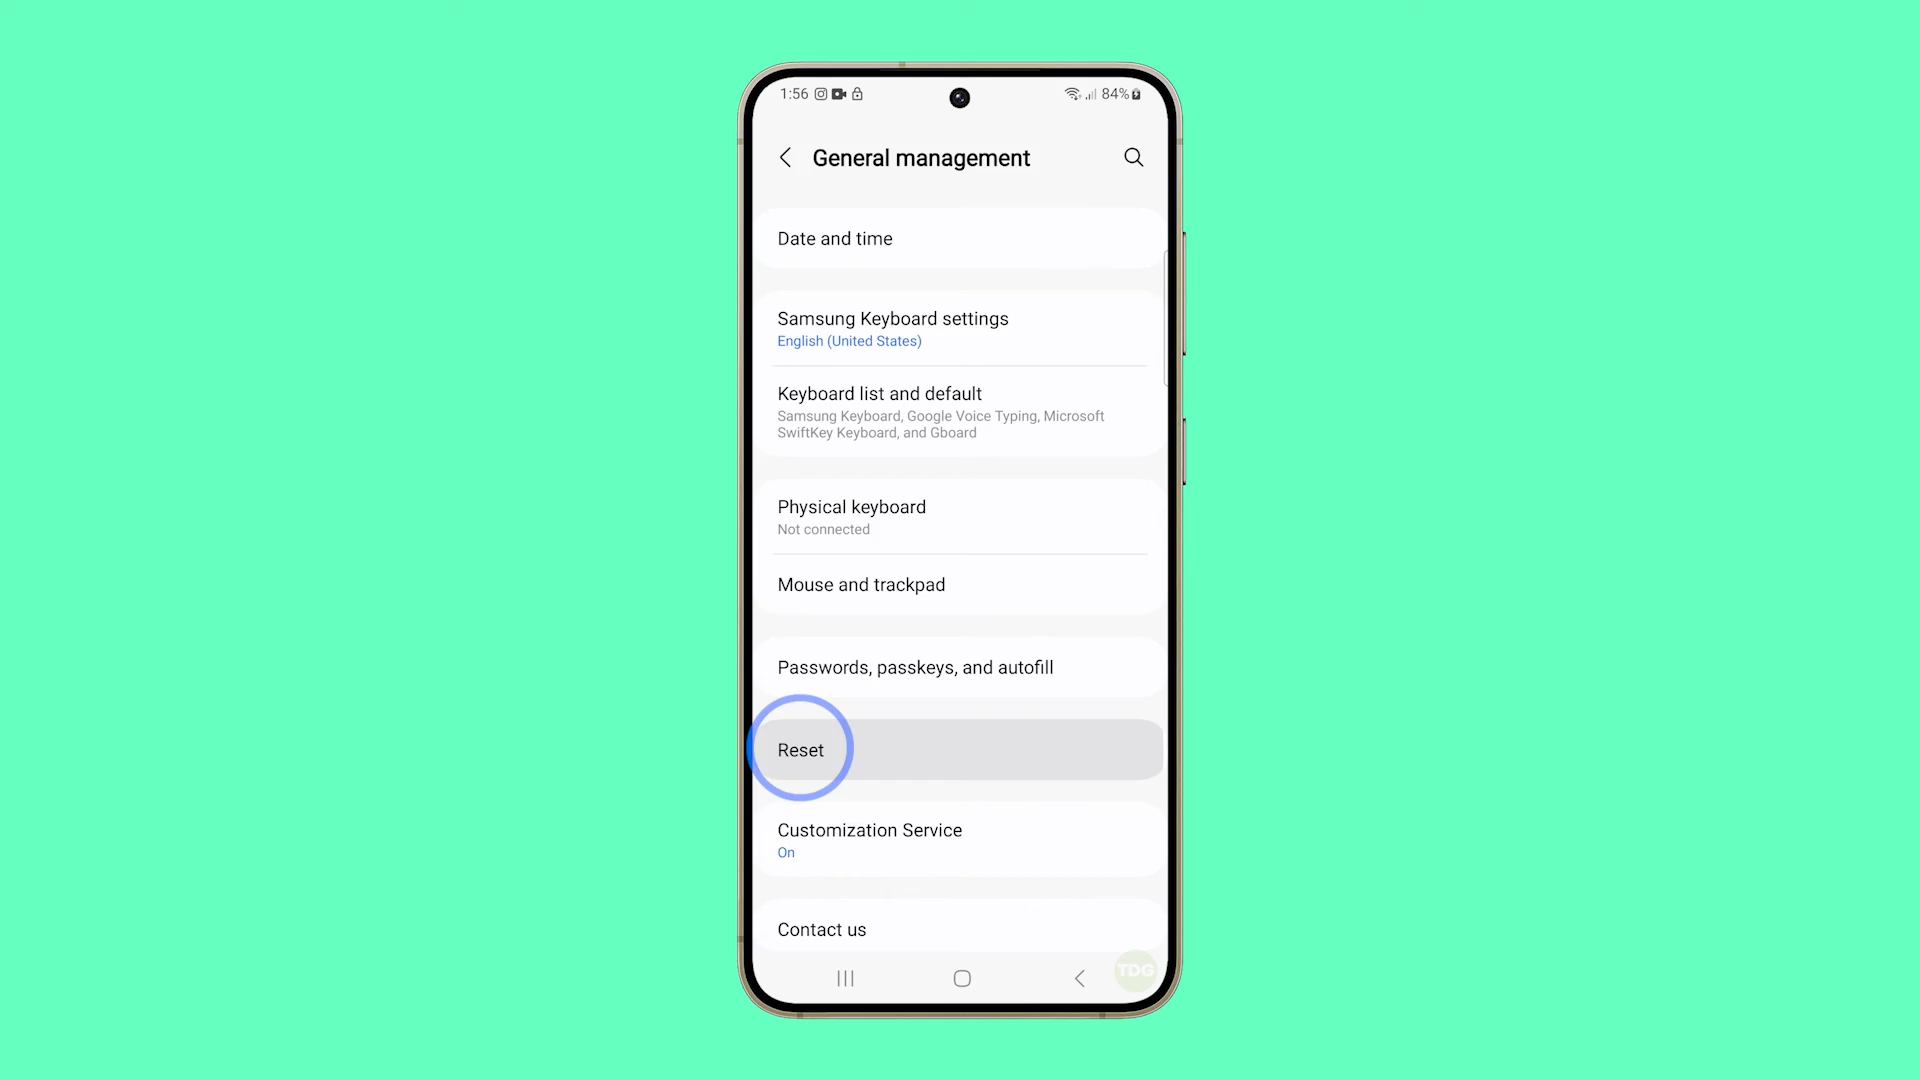 1:56
84%
General management
Date and time
Samsung Keyboard settings
English (United States)
Keyboard list and default
Samsung Keyboard, Google Voice Typing, Microsoft
SwiftKey Keyboard, and Gboard
Physical keyboard
Not connected
Mouse and trackpad
Passwords, passkeys, and autofill
Reset
Customization Service
On
Contact us
TDG